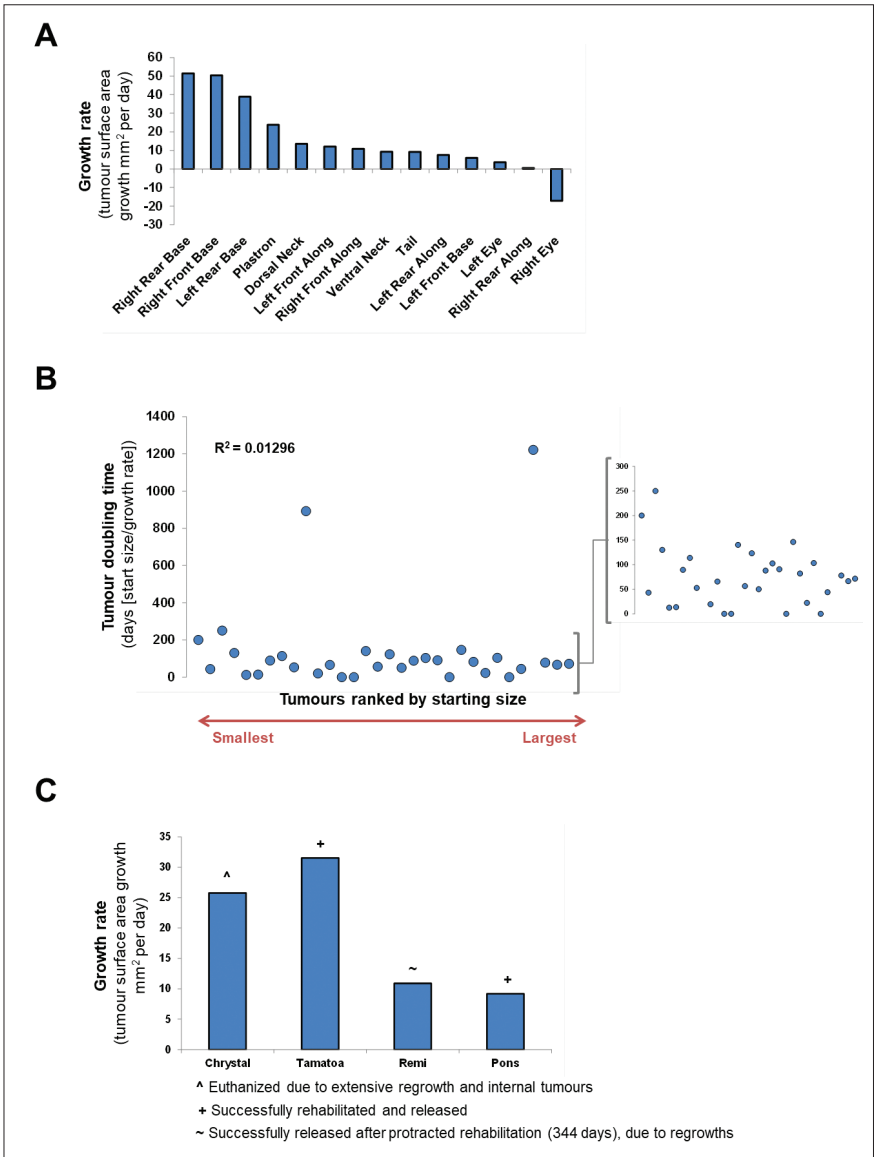 A
Growth rate
(tumour surface area
growth mm² per day)
60
50
40
30
20
10
0
-10
-20
-30
Right Rear Base
Right Front Base
Left Rear Base
Plastron
Dorsal Neck
Left Front Along
Right Front Along
Ventral Neck
Tail
Left Rear Along
Left Front Base
Left Eye
Right Rear Along
Right Eye
B
Tumour doubling time
(days [start size/growth rate])
1400
1200
1000
800
600
400
200
0
R² = 0.01296
300
250
200
150
100
50
0
Tumours ranked by starting size
Smallest
Largest
C
Growth rate
(tumour surface area growth
mm² per day)
35
30
25
20
15
10
5
0
^
+
~
+
Chrystal
Tamatoa
Remi
Pons
^ Euthanized due to extensive regrowth and internal tumours
+ Successfully rehabilitated and released
~ Successfully released after protracted rehabilitation (344 days), due to regrowths